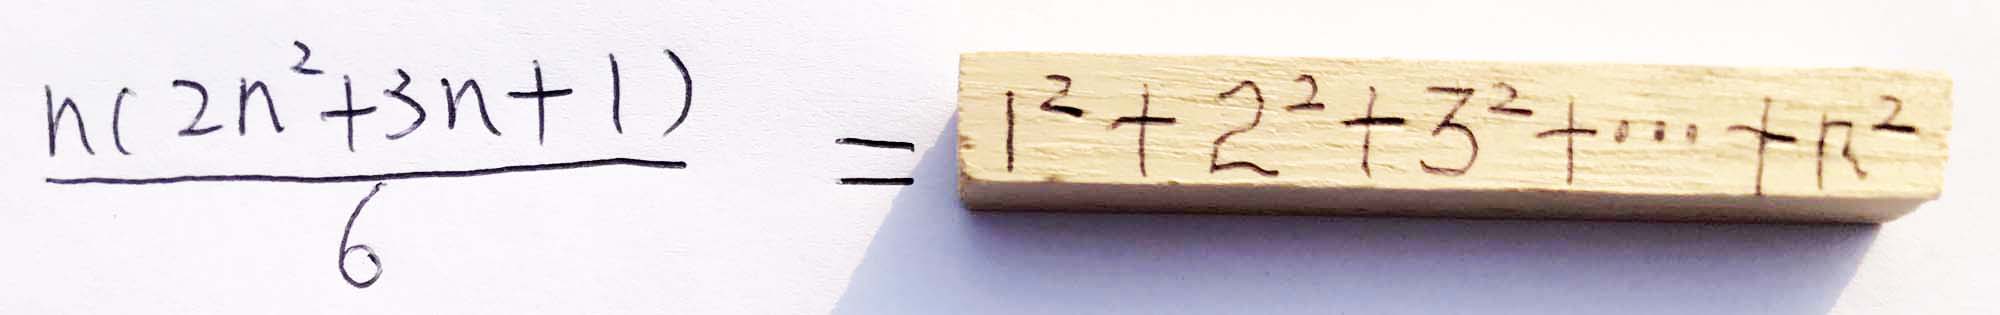 n(2n²+3n+1)/6 = 1²+2²+3²+⋯+n²